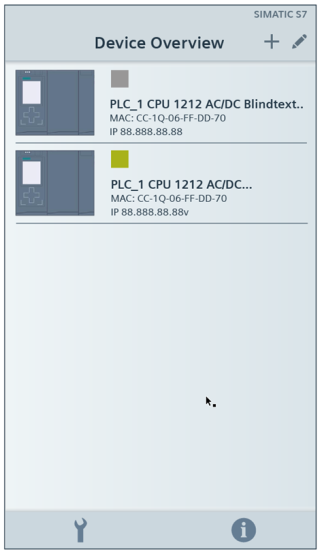 SIMATIC S7
Device Overview
PLC_1 CPU 1212 AC/DC Blindtext..
MAC: CC-1Q-06-FF-DD-70
IP 88.888.88.88
PLC_1 CPU 1212 AC/DC...
MAC: CC-1Q-06-FF-DD-70
IP 88.888.88.88v